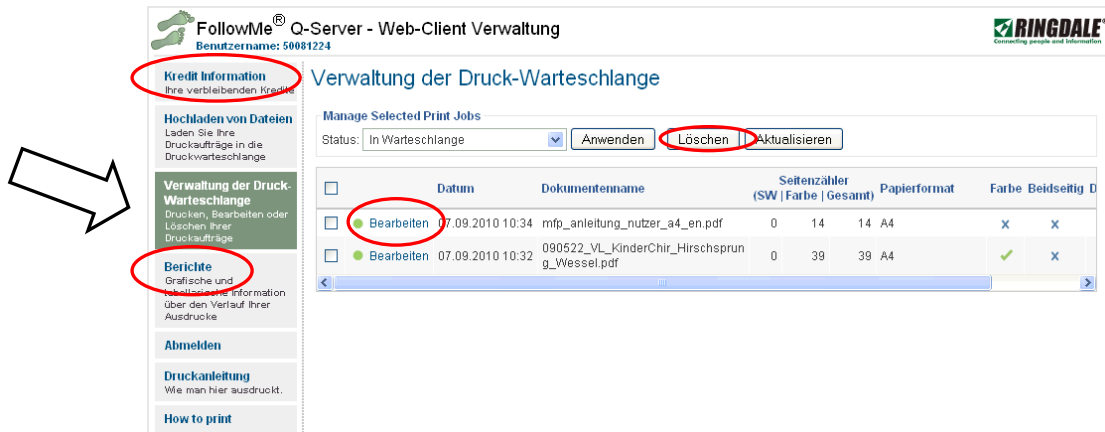 FollowMe® Q-Server - Web-Client Verwaltung
Benutzername: 50081224
RINGDALE®
Connecting people and Information
Kredit Information
Ihre verbleibenden Kredite
Hochladen von Dateien
Laden Sie Ihre
Druckaufträge in die
Druckwarteschlange
Verwaltung der Druck-
Warteschlange
Drucken, Bearbeiten oder
Löschen Ihrer
Druckaufträge
Berichte
Grafische und
tabellarische Information
über den Verlauf Ihrer
Ausdrucke
Abmelden
Druckanleitung
Wie man hier ausdruckt.
How to print
Verwaltung der Druck-Warteschlange
Manage Selected Print Jobs
Status: In Warteschlange Anwenden Löschen Aktualisieren
Datum Dokumentenname Seitenzähler (SW | Farbe | Gesamt) Papierformat Farbe Beidseitig D
Bearbeiten 07.09.2010 10:34 mfp_anleitung_nutzer_a4_en.pdf 0 14 14 A4 x x
Bearbeiten 07.09.2010 10:32 090522_VL_KinderChir_Hirschsprun 0 39 39 A4 ✓ x
g_Wessel.pdf